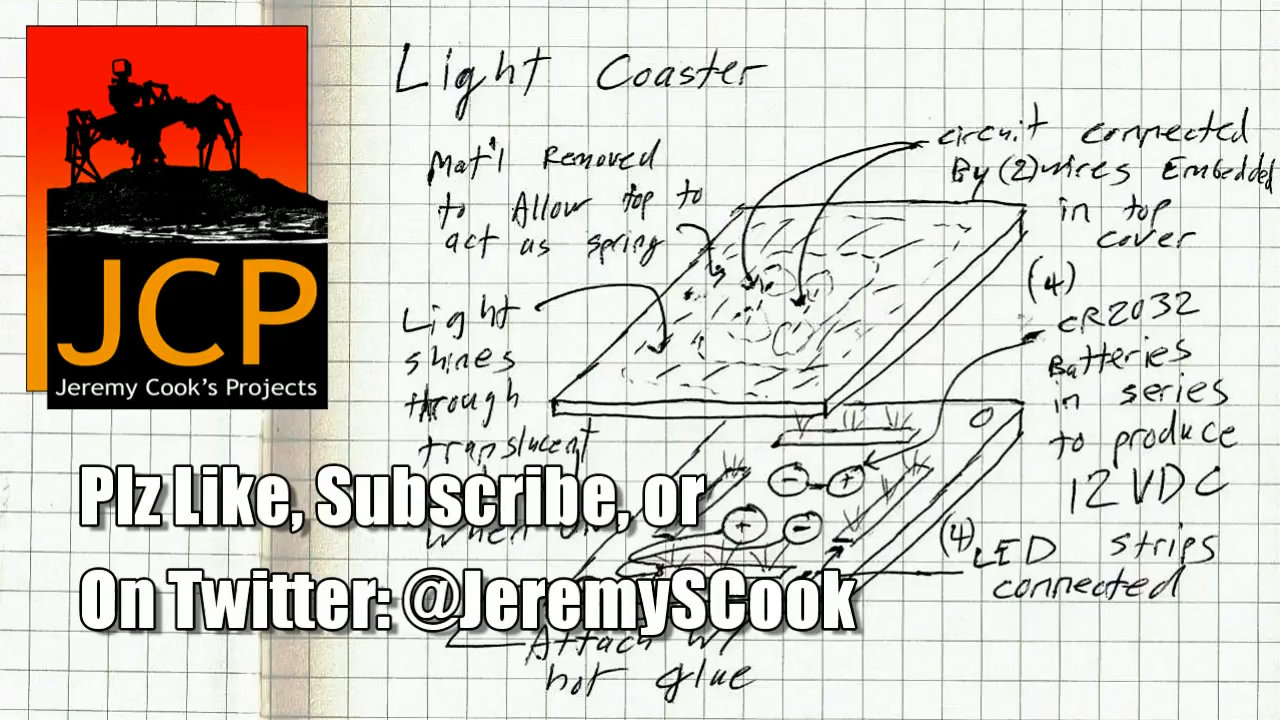 Light Coaster
Mat'l Removed
to Allow top to
act as spring
circuit connected
By (2) wires Embedded
in top
cover
Light
shines
through
translucent
when
(4)
CR2032
Batteries
in series
to produce
12 VDC
(4) LED strips
connected
Attach w/
hot glue
JCP
Jeremy Cook's Projects
Plz Like, Subscribe, or
On Twitter: @JeremySCook